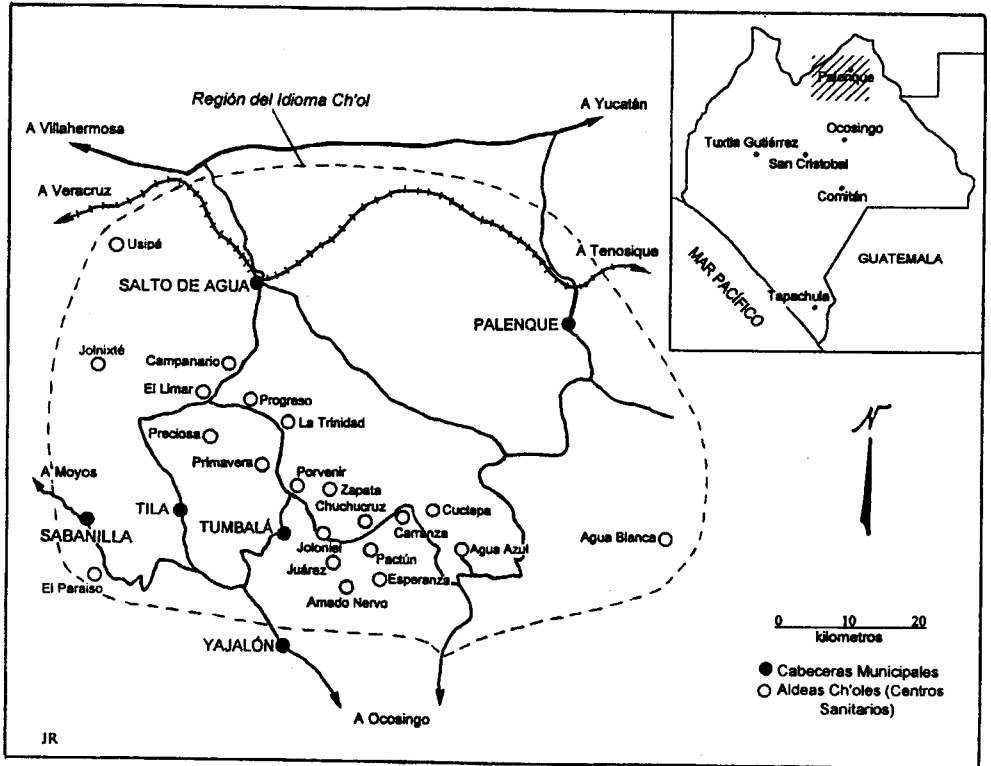 Región del Idioma Ch'ol
A Yucatán
A Villahermosa
A Veracruz
Usipá
A Tenosique
SALTO DE AGUA
PALENQUE
Jolnixté
Campanario
El Limar
Progreso
La Trinidad
Preciosa
Primavera
A Moyos
Porvenir
Zapata
Chuchucruz
Cuctepa
TILA
TUMBALÁ
Carranza
SABANILLA
Joloniel
Agua Azul
Agua Blanca
Pactún
Juárez
El Paraiso
Esperanza
Amado Nervo
YAJALÓN
A Ocosingo
JR
Palenque
Ocosingo
Tuxtla Gutiérrez
San Cristobal
Comitán
GUATEMALA
MAR PACÍFICO
Tapachula
N
0 10 20
kilometros
Cabeceras Municipales
Aldeas Ch'oles (Centros
Sanitarios)